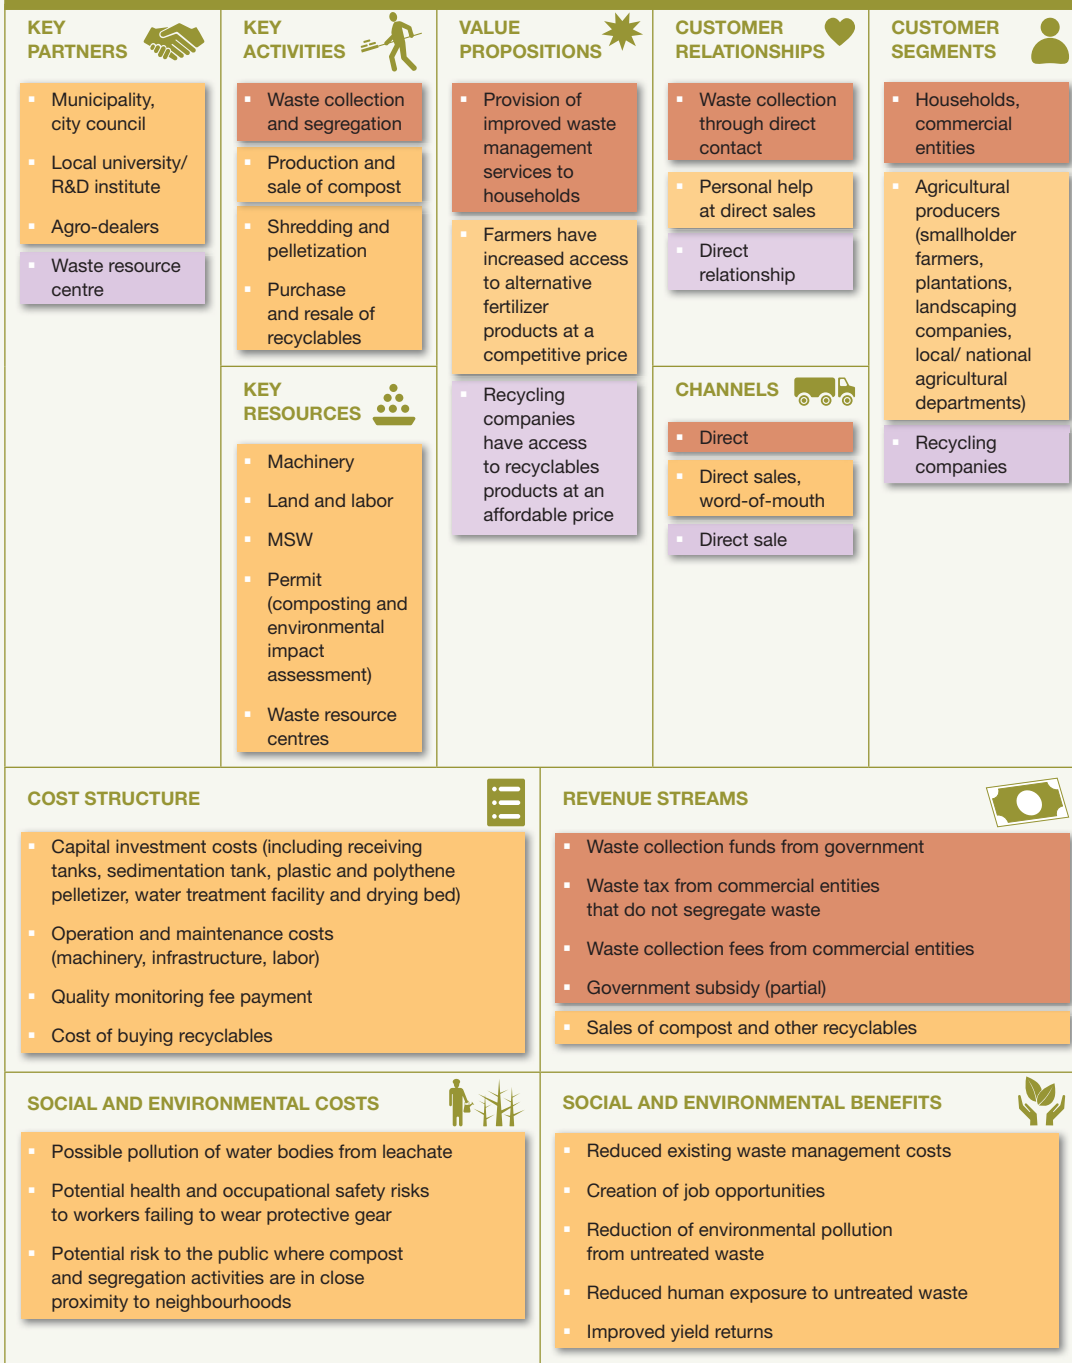 KEY
PARTNERS
Municipality,
city council
Local university/
R&D institute
Agro-dealers
Waste resource
centre
KEY
ACTIVITIES
Waste collection
and segregation
Production and
sale of compost
Shredding and
pelletization
Purchase
and resale of
recyclables
KEY
RESOURCES
Machinery
Land and labor
MSW
Permit
(composting and
environmental
impact
assessment)
Waste resource
centres
VALUE
PROPOSITIONS
Provision of
improved waste
management
services to
households
Farmers have
increased access
to alternative
fertilizer
products at a
competitive price
Recycling
companies
have access
to recyclables
products at an
affordable price
CUSTOMER
RELATIONSHIPS
Waste collection
through direct
contact
Personal help
at direct sales
Direct
relationship
CHANNELS
Direct
Direct sales,
word-of-mouth
Direct sale
CUSTOMER
SEGMENTS
Households,
commercial
entities
Agricultural
producers
(smallholder
farmers,
plantations,
landscaping
companies,
local/ national
agricultural
departments)
Recycling
companies
COST STRUCTURE
Capital investment costs (including receiving
tanks, sedimentation tank, plastic and polythene
pelletizer, water treatment facility and drying bed)
Operation and maintenance costs
(machinery, infrastructure, labor)
Quality monitoring fee payment
Cost of buying recyclables
REVENUE STREAMS
Waste collection funds from government
Waste tax from commercial entities
that do not segregate waste
Waste collection fees from commercial entities
Government subsidy (partial)
Sales of compost and other recyclables
SOCIAL AND ENVIRONMENTAL COSTS
Possible pollution of water bodies from leachate
Potential health and occupational safety risks
to workers failing to wear protective gear
Potential risk to the public where compost
and segregation activities are in close
proximity to neighbourhoods
SOCIAL AND ENVIRONMENTAL BENEFITS
Reduced existing waste management costs
Creation of job opportunities
Reduction of environmental pollution
from untreated waste
Reduced human exposure to untreated waste
Improved yield returns